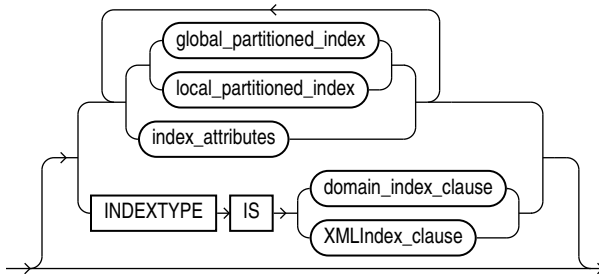 global_partitioned_index
local_partitioned_index
index_attributes
domain_index_clause
INDEXTYPE IS
XMLIndex_clause